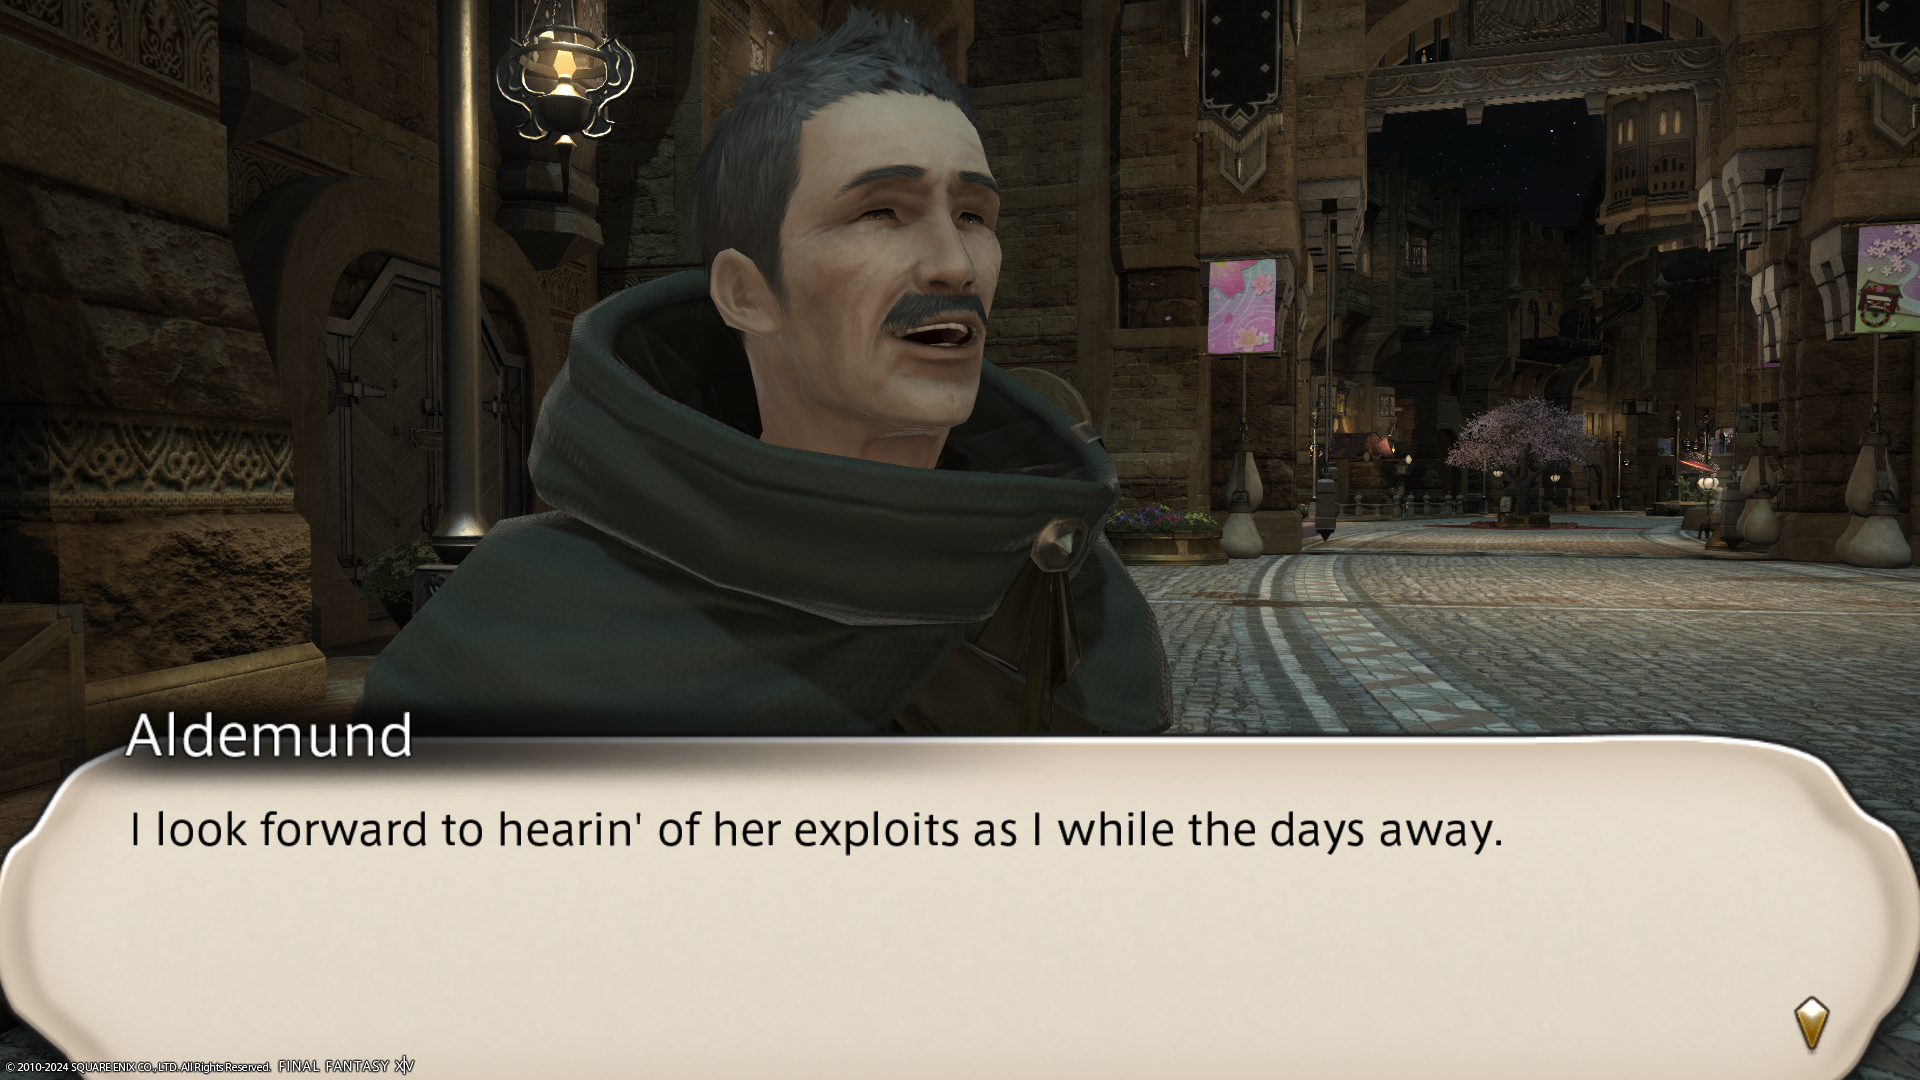 Aldemund
I look forward to hearin' of her exploits as I while the days away.
© 2010-2024 SQUARE ENIX CO., LTD. All Rights Reserved. FINAL FANTASY XIV